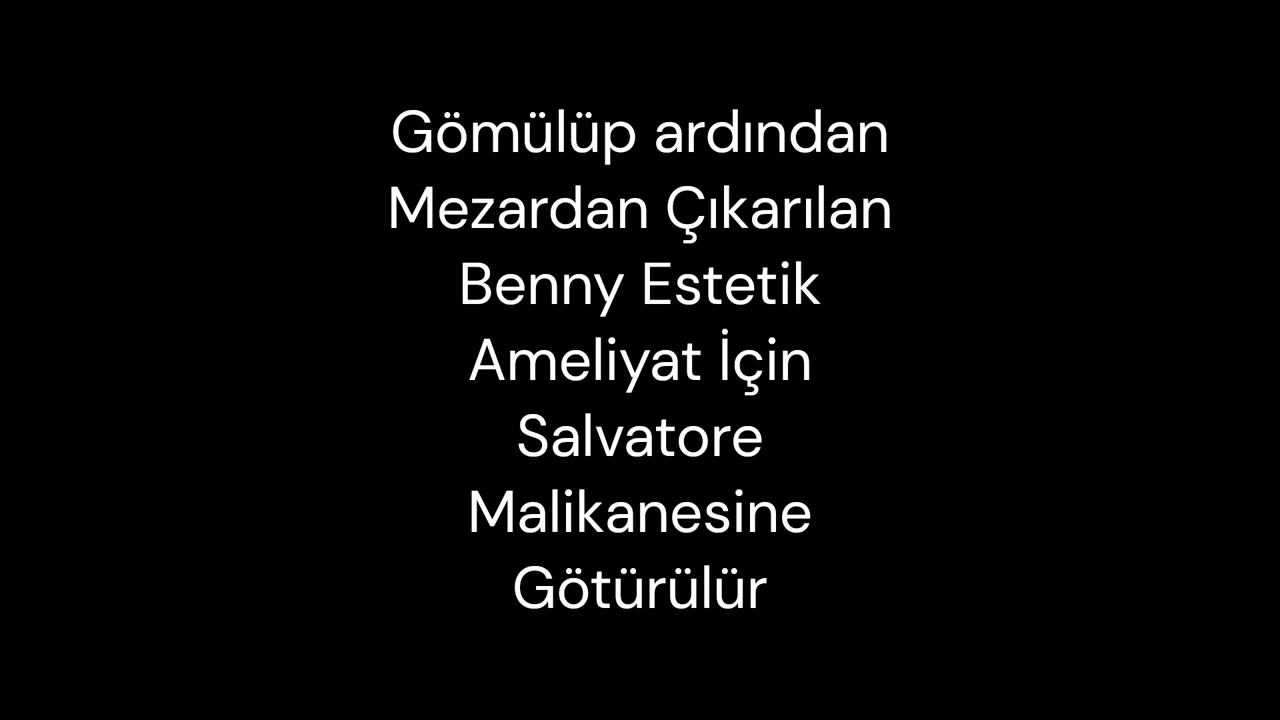 Gömülüp ardından
Mezardan Çıkarılan
Benny Estetik
Ameliyat İçin
Salvatore
Malikanesine
Götürülür